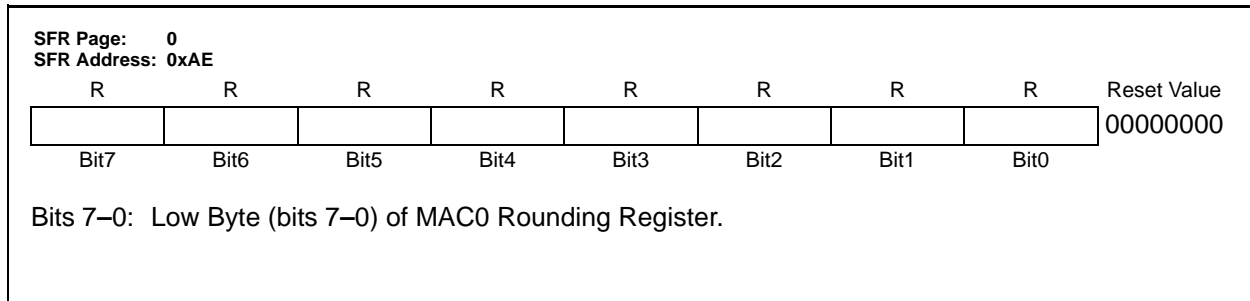 SFR Page: 0
SFR Address: 0xAE
R R R R R R R R Reset Value
00000000
Bit7 Bit6 Bit5 Bit4 Bit3 Bit2 Bit1 Bit0
Bits 7–0: Low Byte (bits 7–0) of MAC0 Rounding Register.